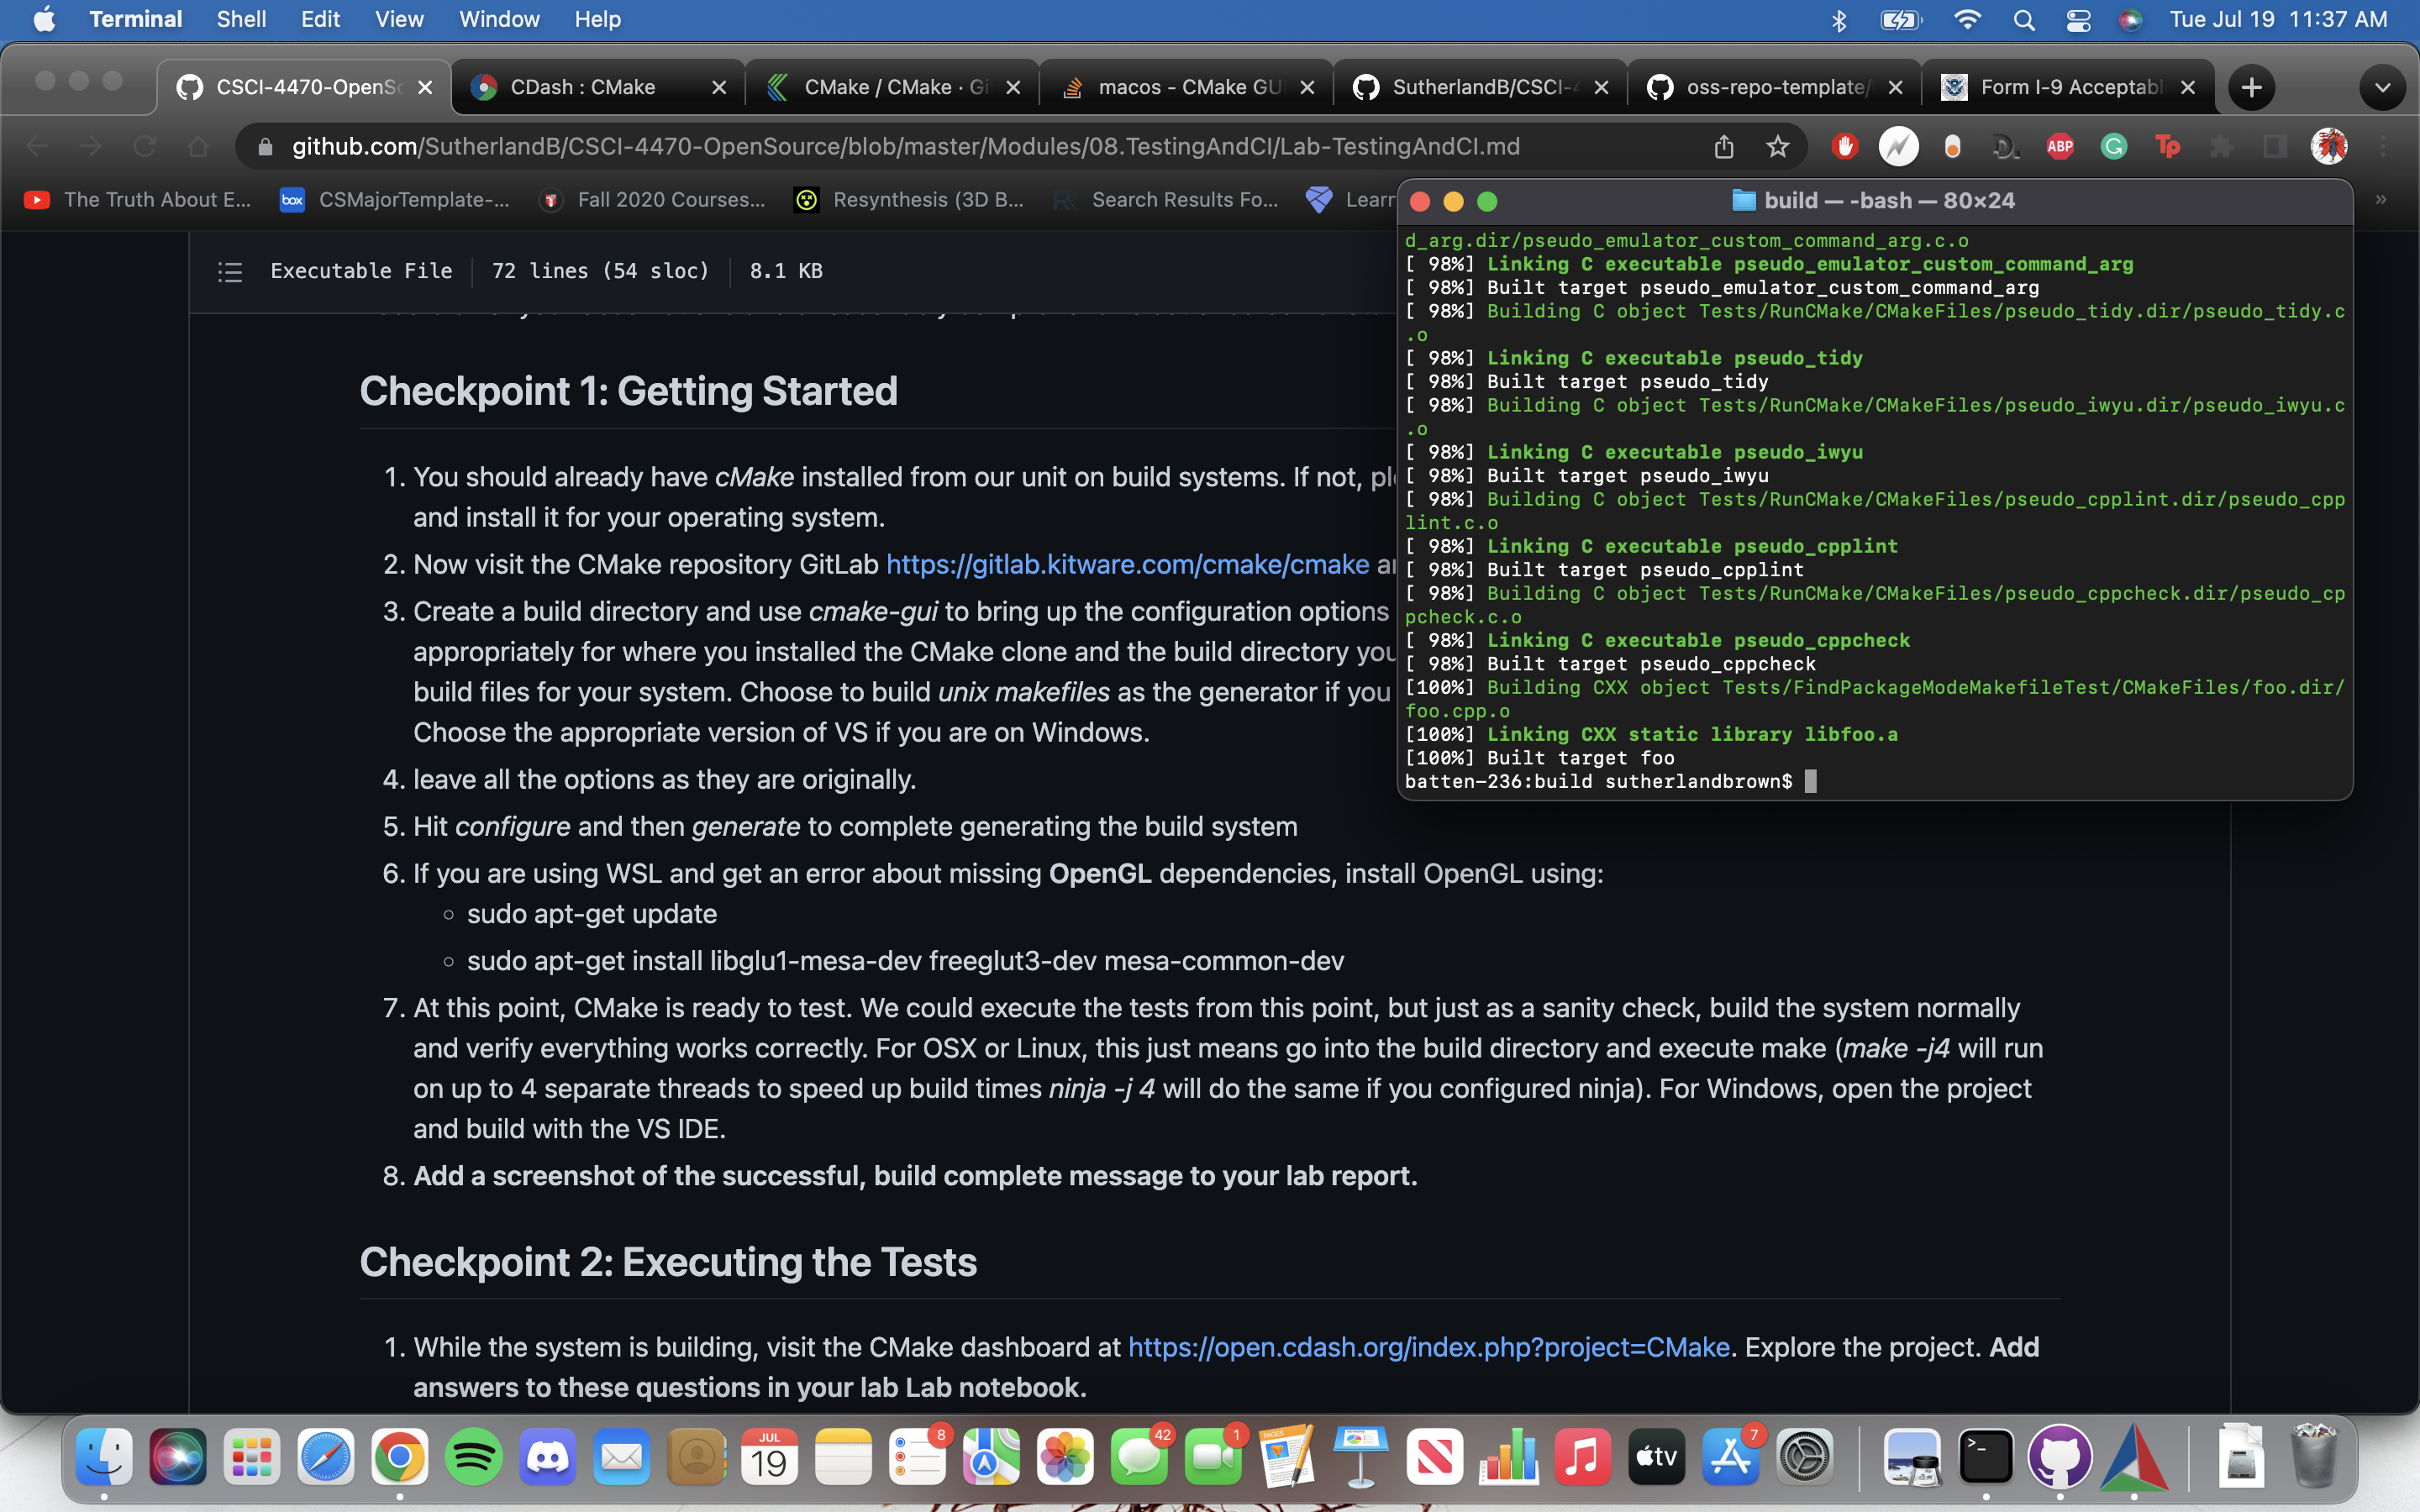 Terminal Shell Edit View Window Help Tue Jul 19 11:37 AM
CSCI-4470-OpenSo CDash : CMake CMake / CMake · Gi macos - CMake GU SutherlandB/CSCI-4 oss-repo-template/ Form I-9 Acceptabl
github.com/SutherlandB/CSCI-4470-OpenSource/blob/master/Modules/08.TestingAndCI/Lab-TestingAndCI.md
ABP
The Truth About E... box CSMajorTemplate-... Fall 2020 Courses... Resynthesis (3D B... Search Results Fo... Lear
Executable File 72 lines (54 sloc) 8.1 KB
Checkpoint 1: Getting Started
1. You should already have cMake installed from our unit on build systems. If not, pl
and install it for your operating system.
2. Now visit the CMake repository GitLab https://gitlab.kitware.com/cmake/cmake a
3. Create a build directory and use cmake-gui to bring up the configuration options
appropriately for where you installed the CMake clone and the build directory you
build files for your system. Choose to build unix makefiles as the generator if you
Choose the appropriate version of VS if you are on Windows.
4. leave all the options as they are originally.
5. Hit configure and then generate to complete generating the build system
6. If you are using WSL and get an error about missing OpenGL dependencies, install OpenGL using:
◦ sudo apt-get update
◦ sudo apt-get install libglu1-mesa-dev freeglut3-dev mesa-common-dev
7. At this point, CMake is ready to test. We could execute the tests from this point, but just as a sanity check, build the system normally
and verify everything works correctly. For OSX or Linux, this just means go into the build directory and execute make (make -j4 will run
on up to 4 separate threads to speed up build times ninja -j 4 will do the same if you configured ninja). For Windows, open the project
and build with the VS IDE.
8. Add a screenshot of the successful, build complete message to your lab report.
Checkpoint 2: Executing the Tests
1. While the system is building, visit the CMake dashboard at https://open.cdash.org/index.php?project=CMake. Explore the project. Add
answers to these questions in your lab Lab notebook.
build — -bash — 80×24
d_arg.dir/pseudo_emulator_custom_command_arg.c.o
[ 98%] Linking C executable pseudo_emulator_custom_command_arg
[ 98%] Built target pseudo_emulator_custom_command_arg
[ 98%] Building C object Tests/RunCMake/CMakeFiles/pseudo_tidy.dir/pseudo_tidy.c
.o
[ 98%] Linking C executable pseudo_tidy
[ 98%] Built target pseudo_tidy
[ 98%] Building C object Tests/RunCMake/CMakeFiles/pseudo_iwyu.dir/pseudo_iwyu.c
.o
[ 98%] Linking C executable pseudo_iwyu
[ 98%] Built target pseudo_iwyu
[ 98%] Building C object Tests/RunCMake/CMakeFiles/pseudo_cpplint.dir/pseudo_cpp
lint.c.o
[ 98%] Linking C executable pseudo_cpplint
[ 98%] Built target pseudo_cpplint
[ 98%] Building C object Tests/RunCMake/CMakeFiles/pseudo_cppcheck.dir/pseudo_cp
pcheck.c.o
[ 98%] Linking C executable pseudo_cppcheck
[ 98%] Built target pseudo_cppcheck
[100%] Building CXX object Tests/FindPackageModeMakefileTest/CMakeFiles/foo.dir/
foo.cpp.o
[100%] Linking CXX static library libfoo.a
[100%] Built target foo
batten-236:build sutherlandbrown$
JUL
19
8
42
1
PAGES
tv
7